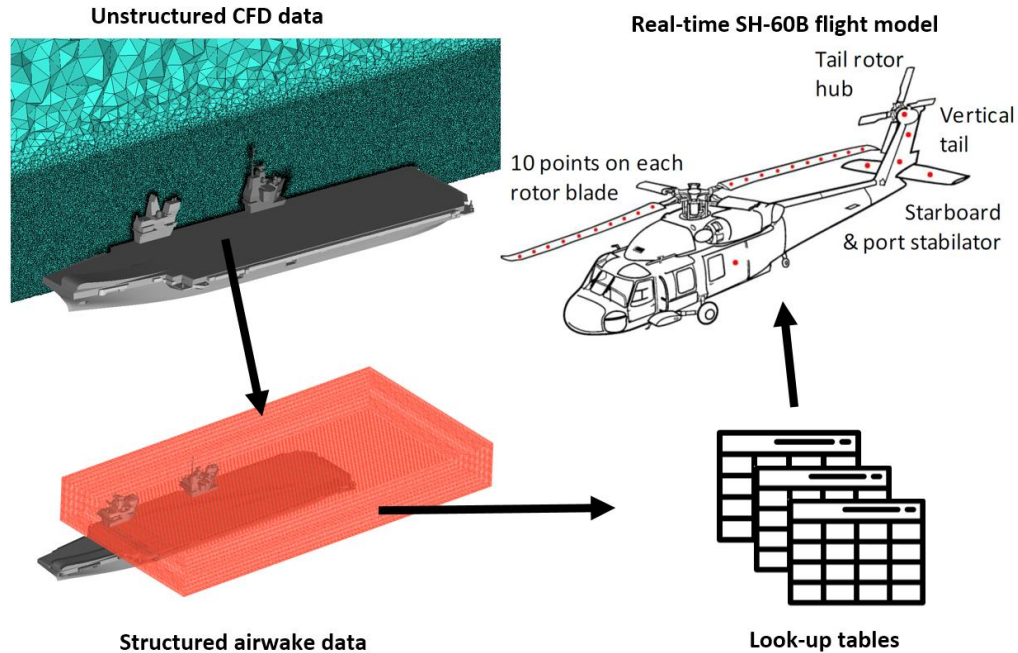 Unstructured CFD data
Real-time SH-60B flight model
Tail rotor
hub
Vertical
tail
10 points on each
rotor blade
Starboard
& port stabilator
Structured airwake data
Look-up tables